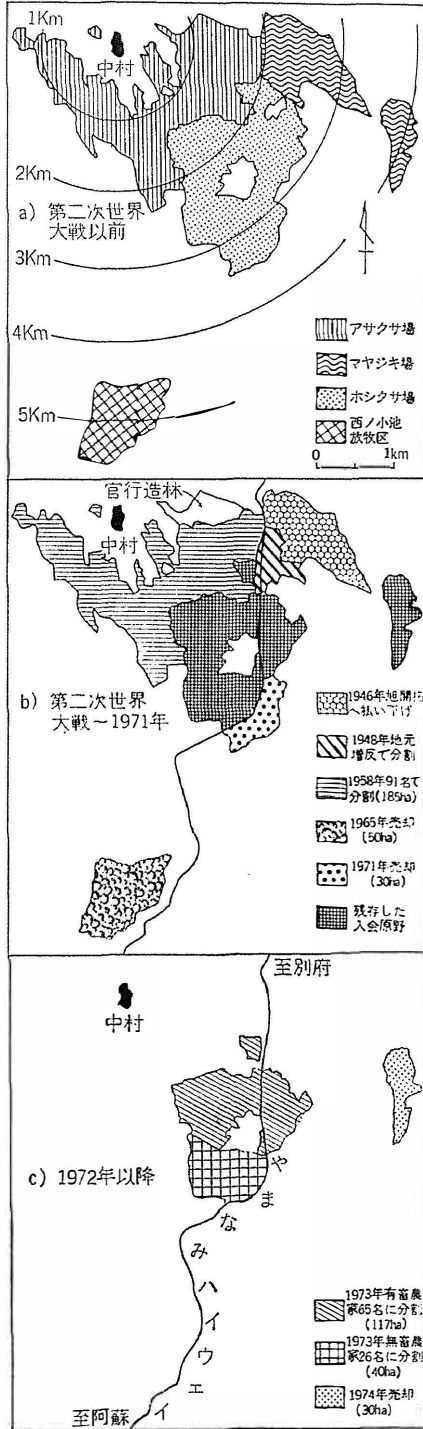 1Km
中村
2Km
a) 第二次世界
大戦以前
3Km
4Km
5Km
アサクサ場
マヤジキ場
ホシクサ場
西ノ小池
放牧区
0 1km
官行造林
中村
b) 第二次世界
大戦～1971年
1946年旭開拓
へ払い下げ
1948年地元
増反で分割
1958年91名で
分割(185ha)
1965年売却
(50ha)
1971年売却
(30ha)
残存した
入会原野
至別府
中村
c) 1972年以降
やまなみハイウェイ
至阿蘇
1973年有畜農
家65名に分割
(117ha)
1973年無畜農
家26名に分割
(40ha)
1974年売却
(30ha)